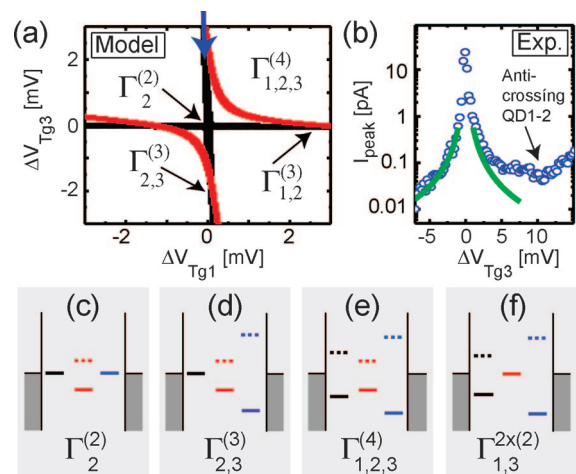 (a) Model
ΔV_Tg3 [mV]
2
0
-2
Γ_2^(2)
Γ_1,2,3^(4)
Γ_2,3^(3)
Γ_1,2^(3)
-2 0 2
ΔV_Tg1 [mV]
(b) Exp.
I_peak [pA]
10
1
0.1
0.01
Anti-
crossing
QD1-2
-5 0 5 10
ΔV_Tg3 [mV]
(c) (d) (e) (f)
Γ_2^(2) Γ_2,3^(3) Γ_1,2,3^(4) Γ_1,3^2x(2)